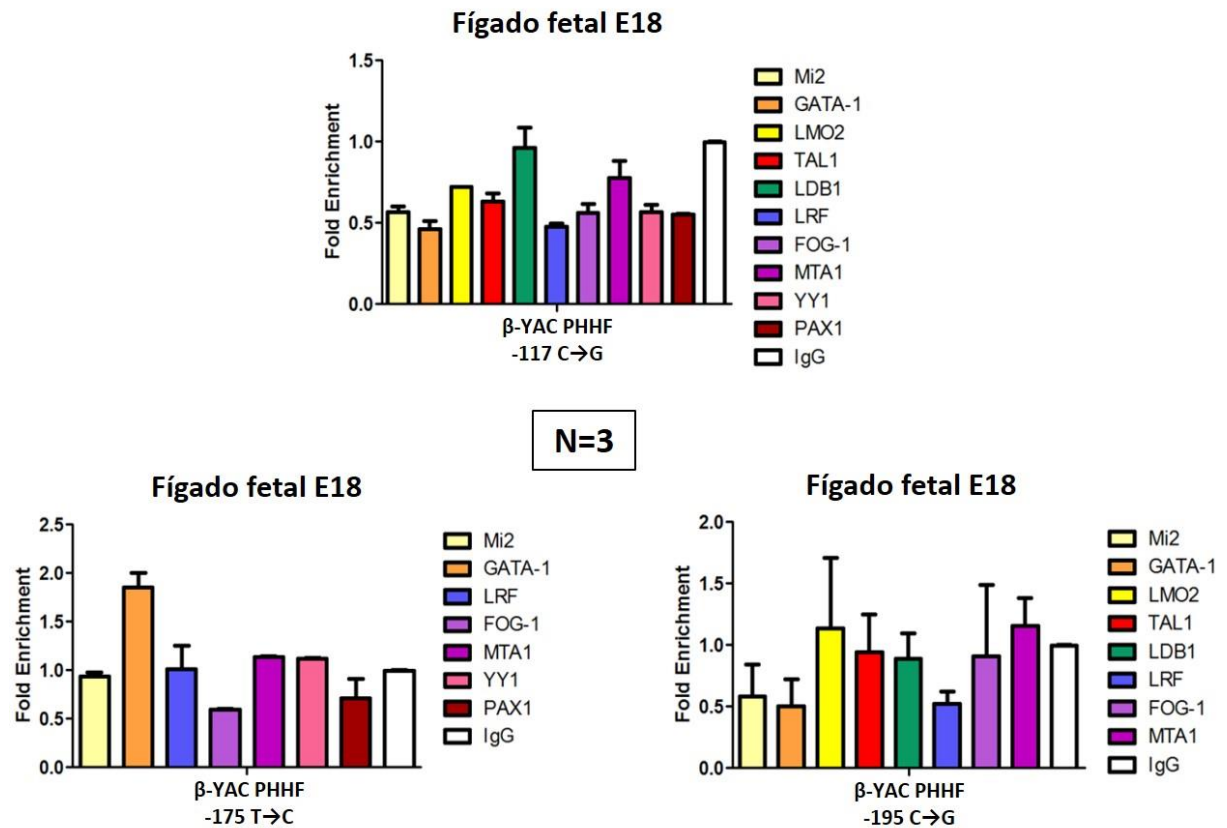 Fígado fetal E18
1.5
1.0
0.5
0.0
Fold Enrichment
Mi2
GATA-1
LMO2
TAL1
LDB1
LRF
FOG-1
MTA1
YY1
PAX1
IgG
β-YAC PHHF
-117 C→G
N=3
Fígado fetal E18
2.5
2.0
1.5
1.0
0.5
0.0
Fold Enrichment
Mi2
GATA-1
LRF
FOG-1
MTA1
YY1
PAX1
IgG
β-YAC PHHF
-175 T→C
Fígado fetal E18
2.0
1.5
1.0
0.5
0.0
Fold Enrichment
Mi2
GATA-1
LMO2
TAL1
LDB1
LRF
FOG-1
MTA1
IgG
β-YAC PHHF
-195 C→G